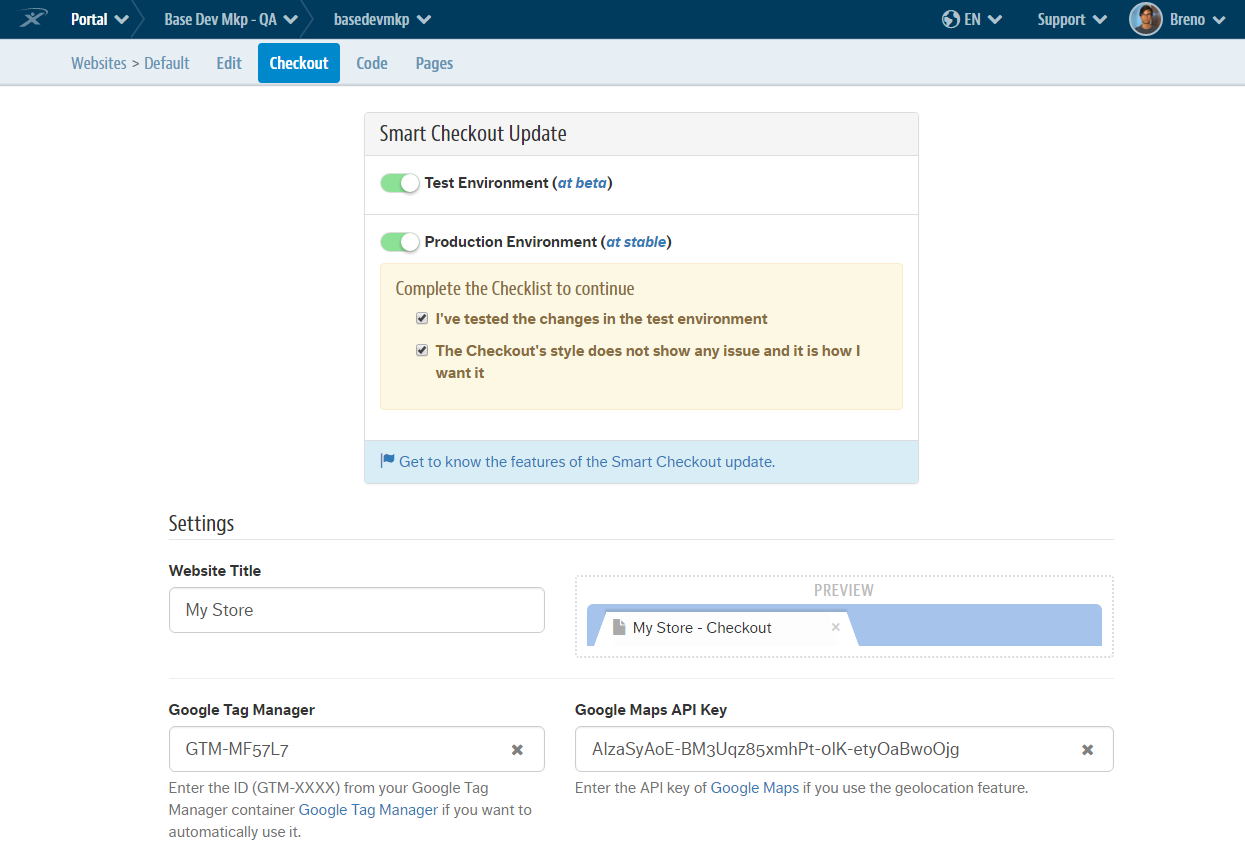 Portal Base Dev Mkp - QA basedevmkp EN Support Breno
Websites > Default Edit Checkout Code Pages
Smart Checkout Update
Test Environment (at beta)
Production Environment (at stable)
Complete the Checklist to continue
I've tested the changes in the test environment
The Checkout's style does not show any issue and it is how I
want it
Get to know the features of the Smart Checkout update.
Settings
Website Title
My Store
PREVIEW
My Store - Checkout ×
Google Tag Manager
GTM-MF57L7
Enter the ID (GTM-XXXX) from your Google Tag
Manager container Google Tag Manager if you want to
automatically use it.
Google Maps API Key
AIzaSyAoE-BM3Uqz85xmhPt-0lK-etyOaBwoOjg
Enter the API key of Google Maps if you use the geolocation feature.